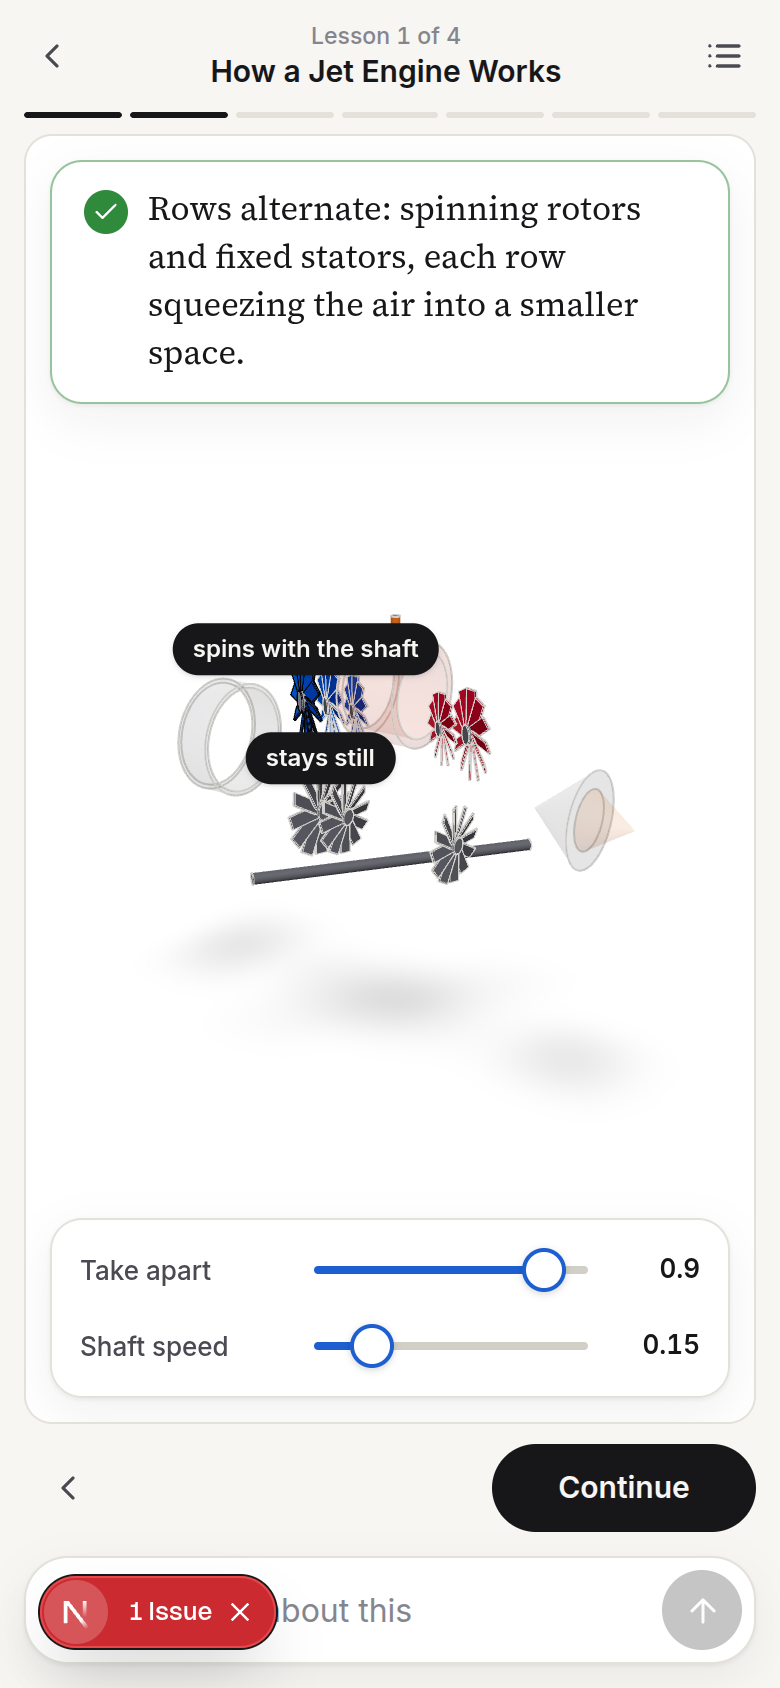 Lesson 1 of 4
How a Jet Engine Works
Rows alternate: spinning rotors
and fixed stators, each row
squeezing the air into a smaller
space.
spins with the shaft
stays still
Take apart
0.9
Shaft speed
0.15
Continue
N
1 Issue
bout this